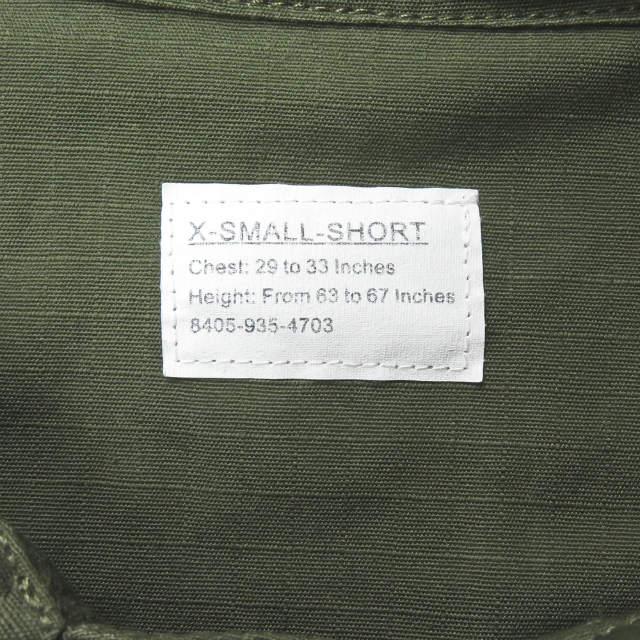 X-SMALL-SHORT
Chest: 29 to 33 Inches
Height: From 63 to 67 Inches
8405-935-4703